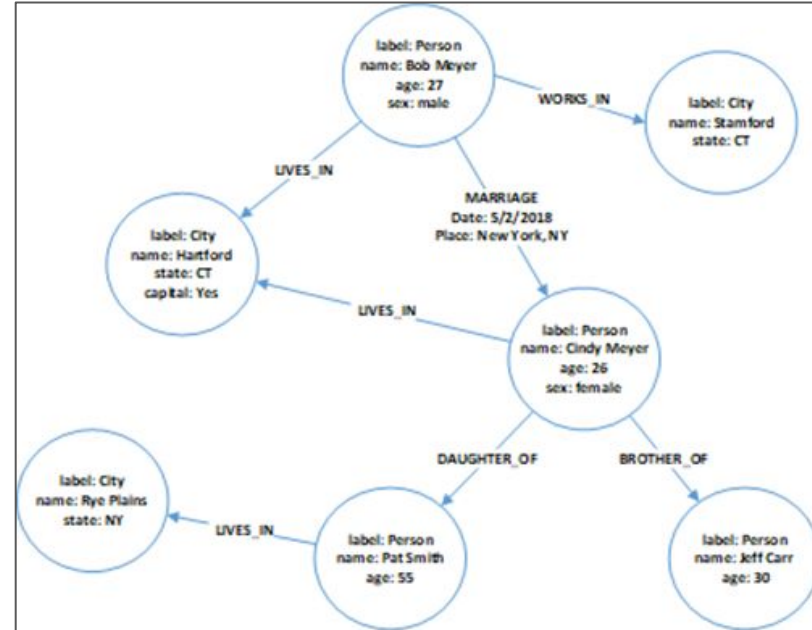 label: Person
name: Bob Meyer
age: 27
sex: male
WORKS_IN
label: City
name: Stamford
state: CT
LIVES_IN
MARRIAGE
Date: 5/2/2018
Place: New York, NY
label: City
name: Hartford
state: CT
capital: Yes
LIVES_IN
label: Person
name: Cindy Meyer
age: 26
sex: female
DAUGHTER_OF
BROTHER_OF
label: City
name: Rye Plains
state: NY
LIVES_IN
label: Person
name: Pat Smith
age: 55
label: Person
name: Jeff Carr
age: 30